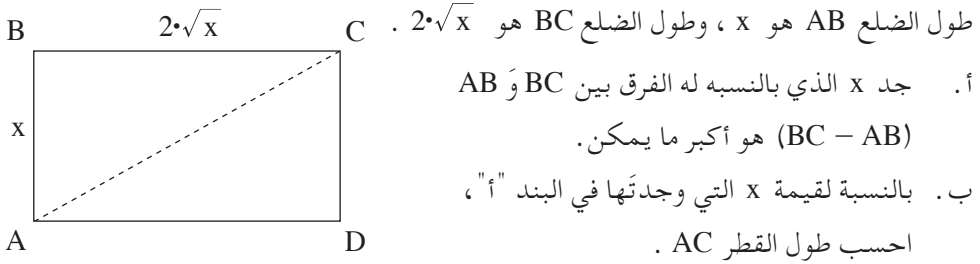 طول الضلع AB هو x ، وطول الضلع BC هو 2·√x .
أ. جد x الذي بالنسبه له الفرق بين BC وَ AB
(BC − AB) هو أكبر ما يمكن.
ب. بالنسبة لقيمة x التي وجدتَها في البند "أ"،
احسب طول القطر AC .
B 2·√x C
x
A D